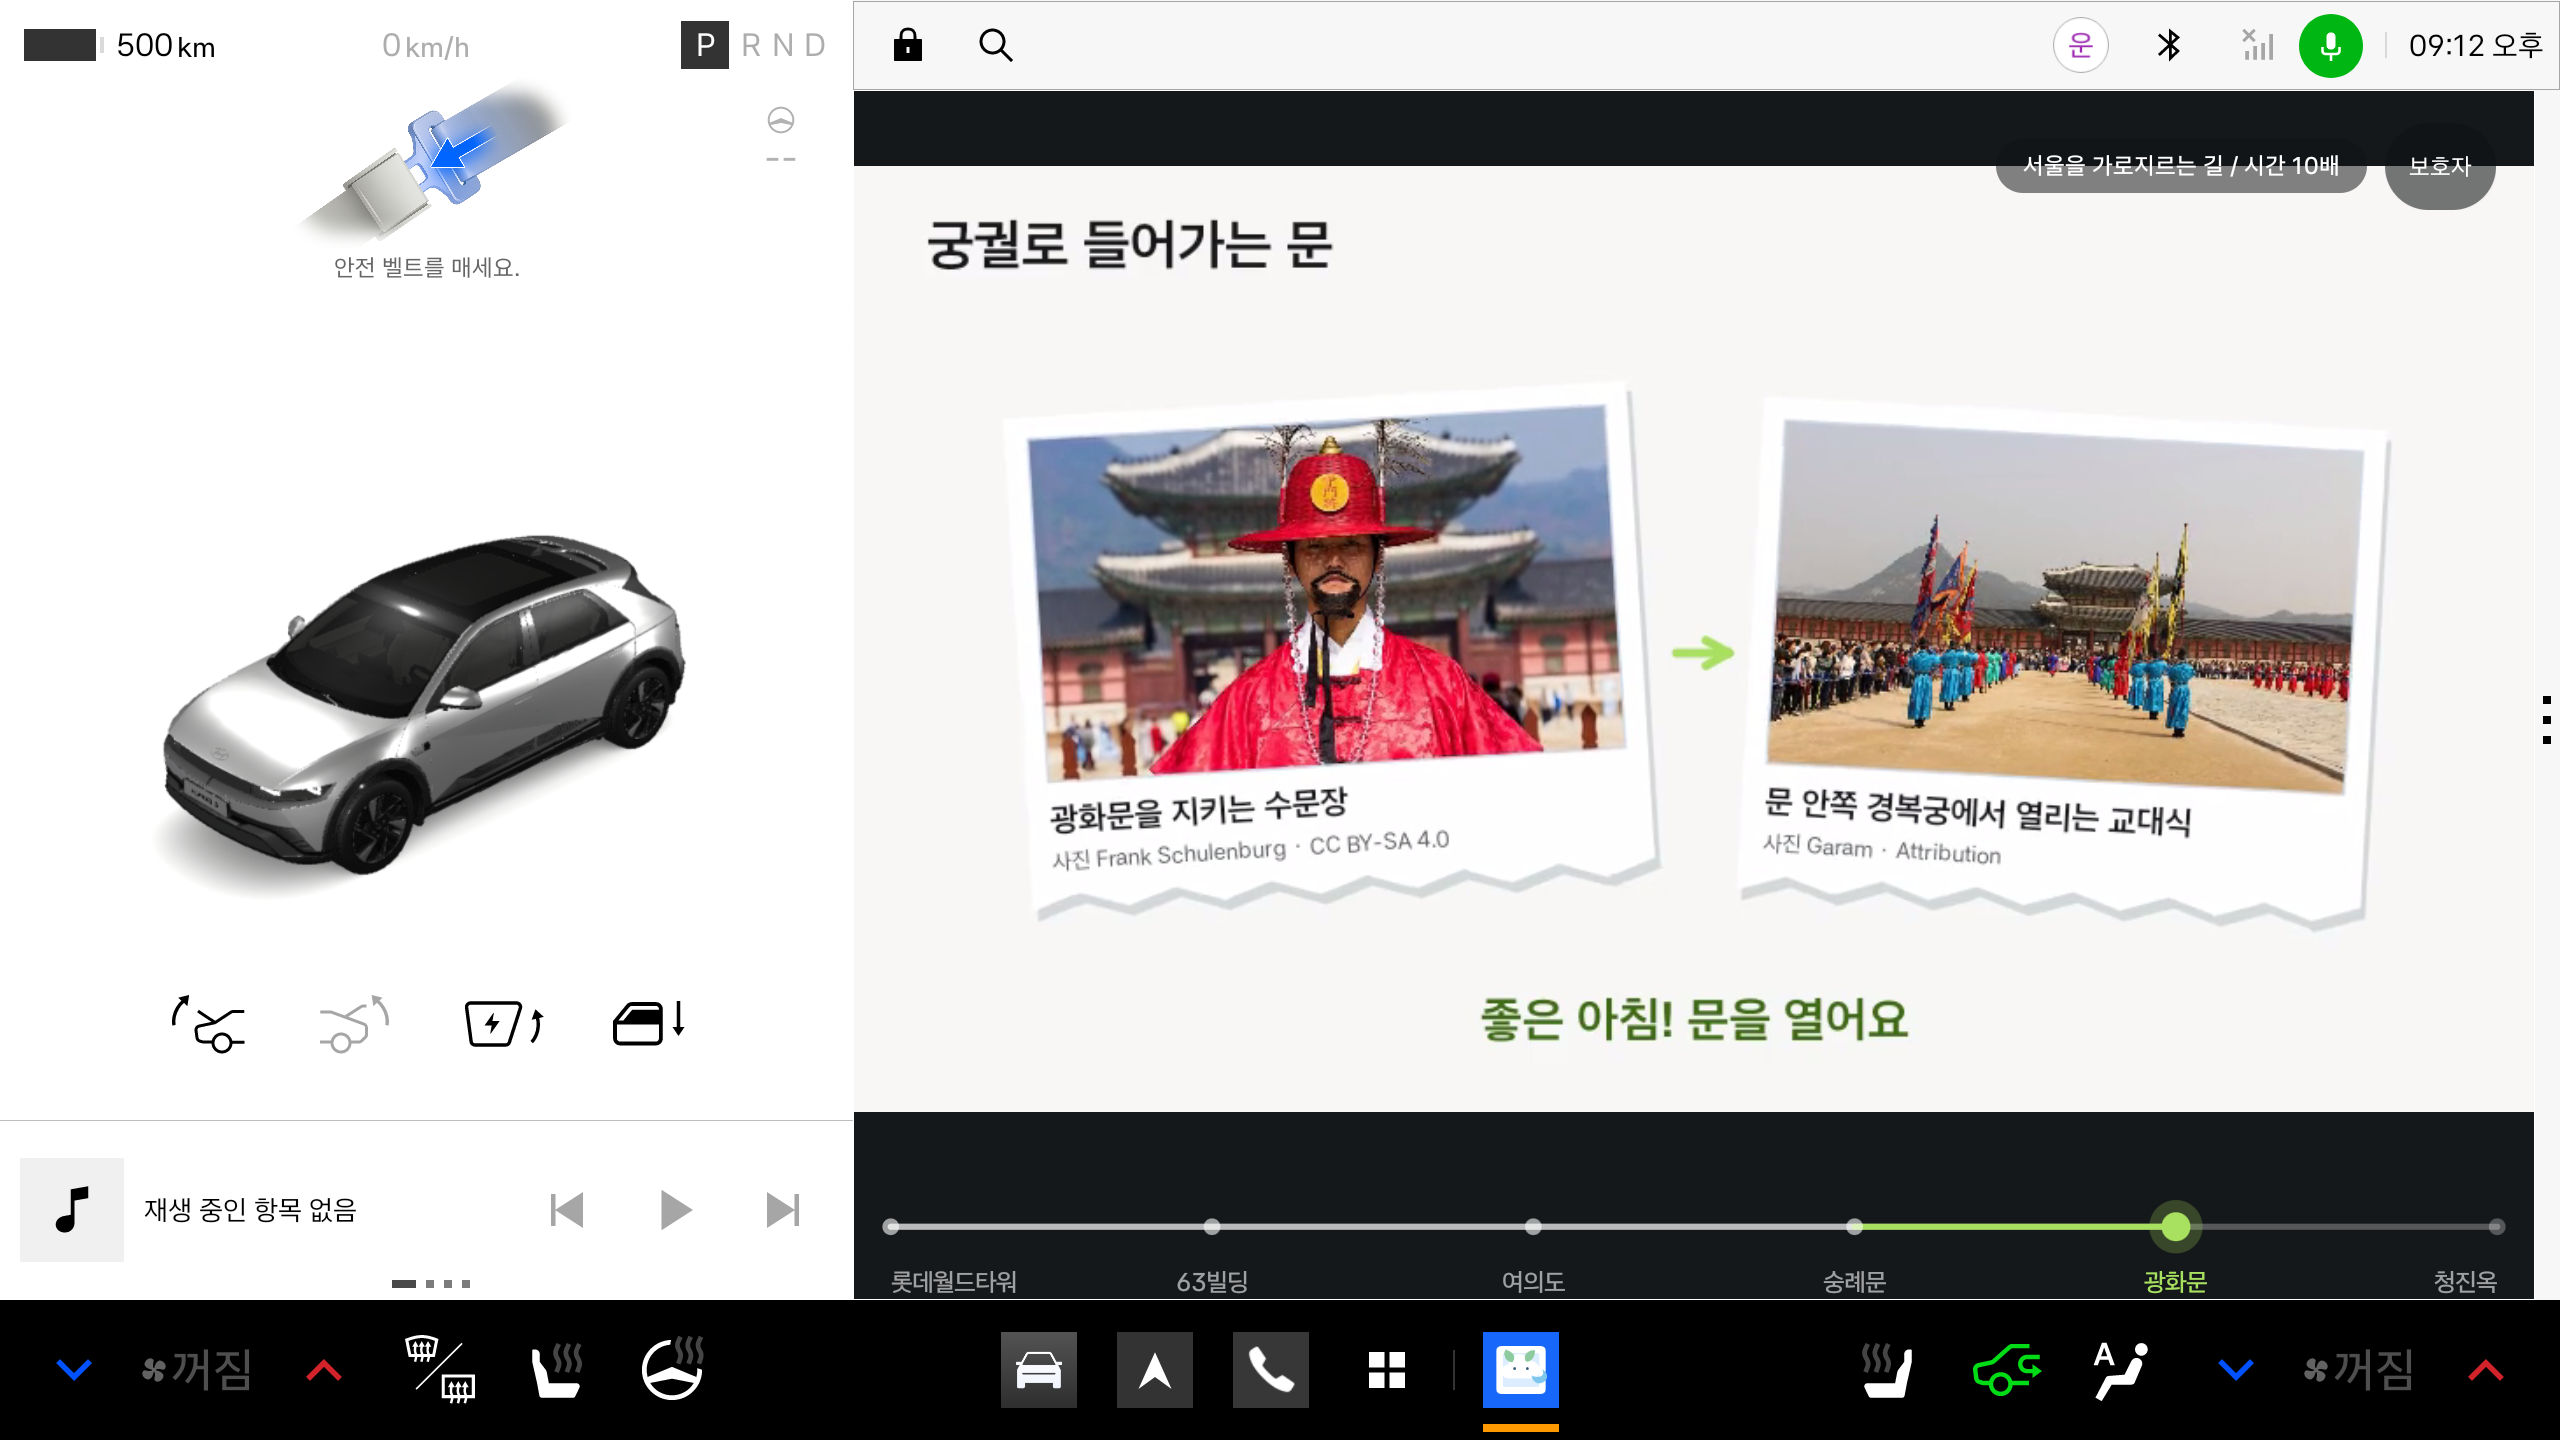 500 km
0 km/h
P R N D
안전 벨트를 매세요.
재생 중인 항목 없음
운
09:12 오후
서울을 가로지르는 길 / 시간 10배
보호자
궁궐로 들어가는 문
광화문을 지키는 수문장
사진 Frank Schulenburg · CC BY-SA 4.0
문 안쪽 경복궁에서 열리는 교대식
사진 Garam · Attribution
좋은 아침! 문을 열어요
롯데월드타워
63빌딩
여의도
숭례문
광화문
청진옥
꺼짐
A
꺼짐